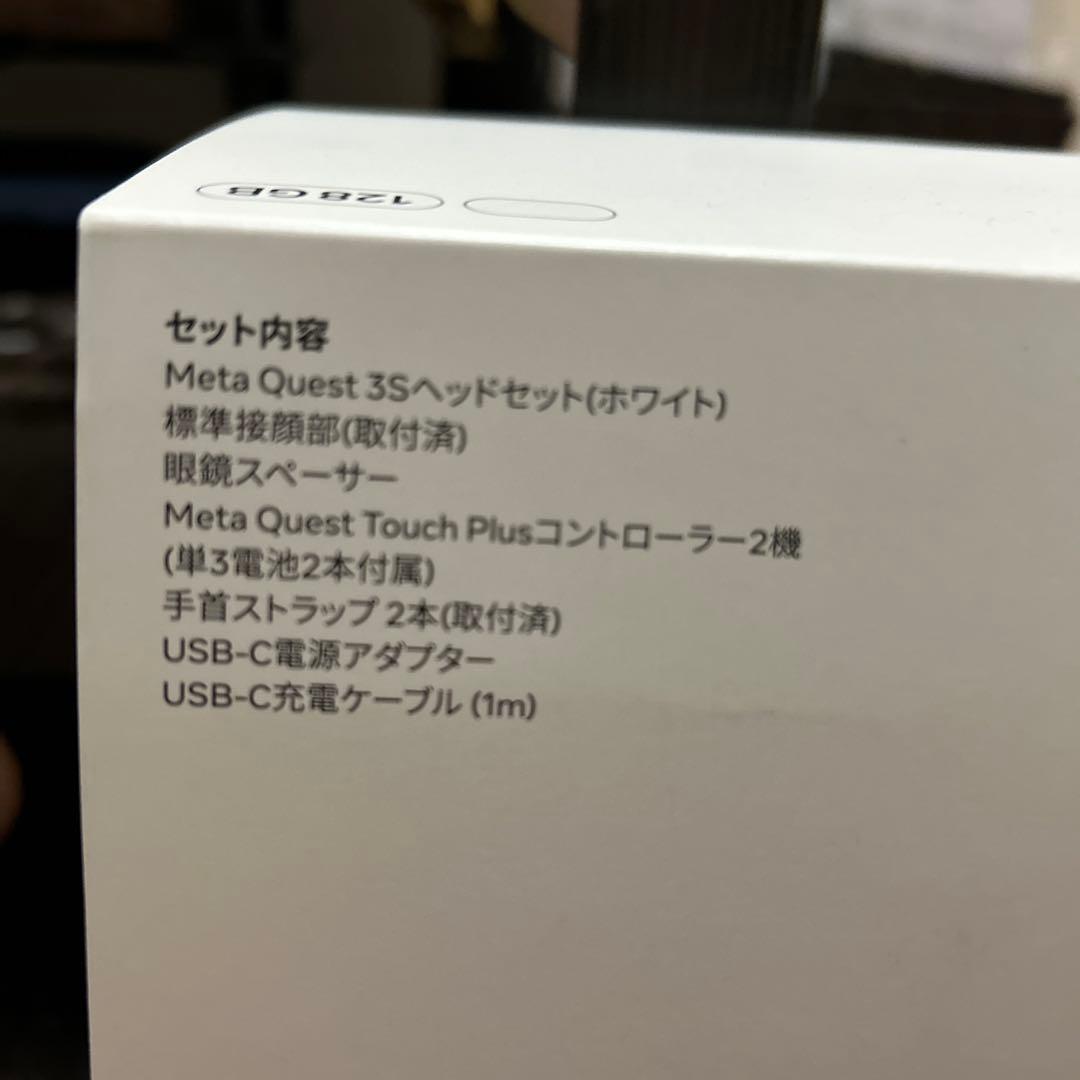 128 GB
セット内容
Meta Quest 3Sヘッドセット(ホワイト)
標準接顔部(取付済)
眼鏡スペーサー
Meta Quest Touch Plusコントローラー2機
(単3電池2本付属)
手首ストラップ 2本(取付済)
USB-C電源アダプター
USB-C充電ケーブル (1m)